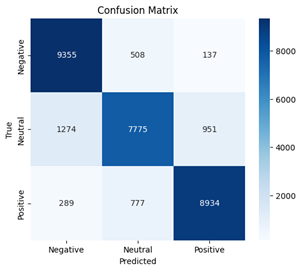 Confusion Matrix
Negative 9355 508 137 8000
Neutral 1274 7775 951 6000
True
4000
Positive 289 777 8934 2000
Negative Neutral Positive
Predicted